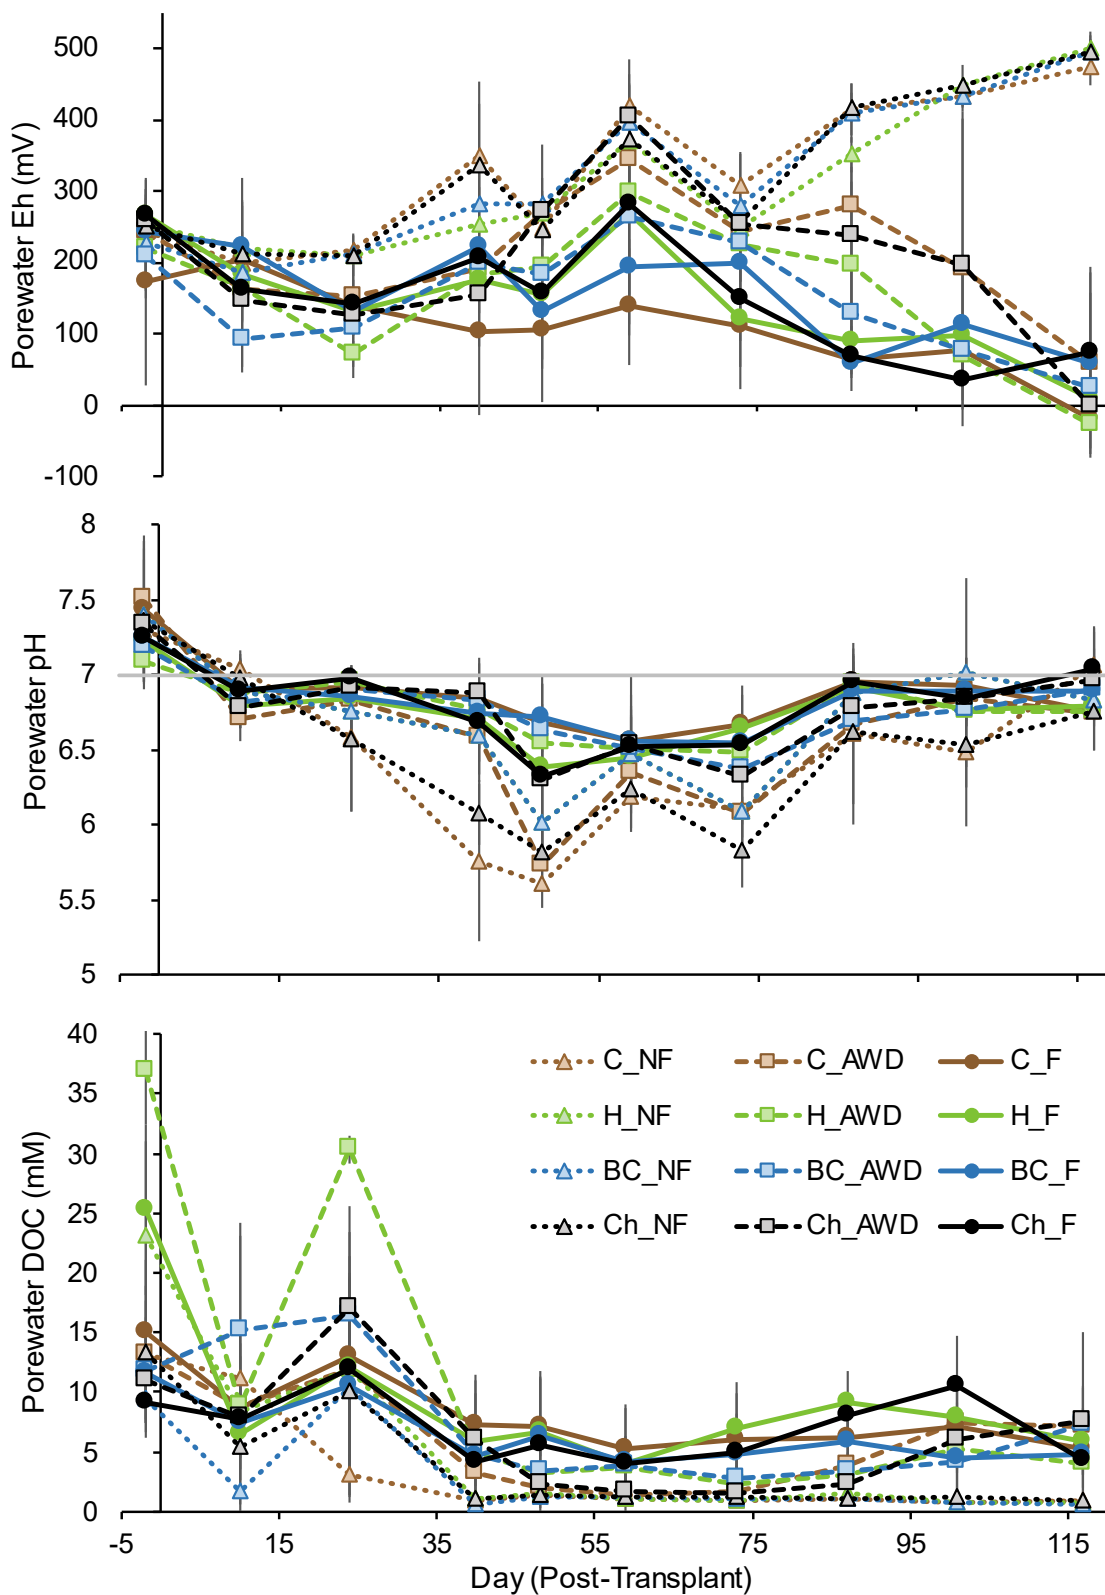 Porewater Eh (mV)
500
400
300
200
100
0
-100
Porewater pH
8
7.5
7
6.5
6
5.5
5
Porewater DOC (mM)
40
35
30
25
20
15
10
5
0
C_NF C_AWD C_F
H_NF H_AWD H_F
BC_NF BC_AWD BC_F
Ch_NF Ch_AWD Ch_F
-5 15 35 55 75 95 115
Day (Post-Transplant)